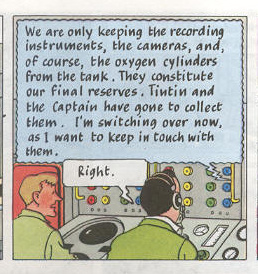 We are only keeping the recording
instruments, the cameras, and,
of course, the oxygen cylinders
from the tank. They constitute
our final reserves. Tintin and
the Captain have gone to collect
them. I'm switching over now,
as I want to keep in touch with
them.
Right.